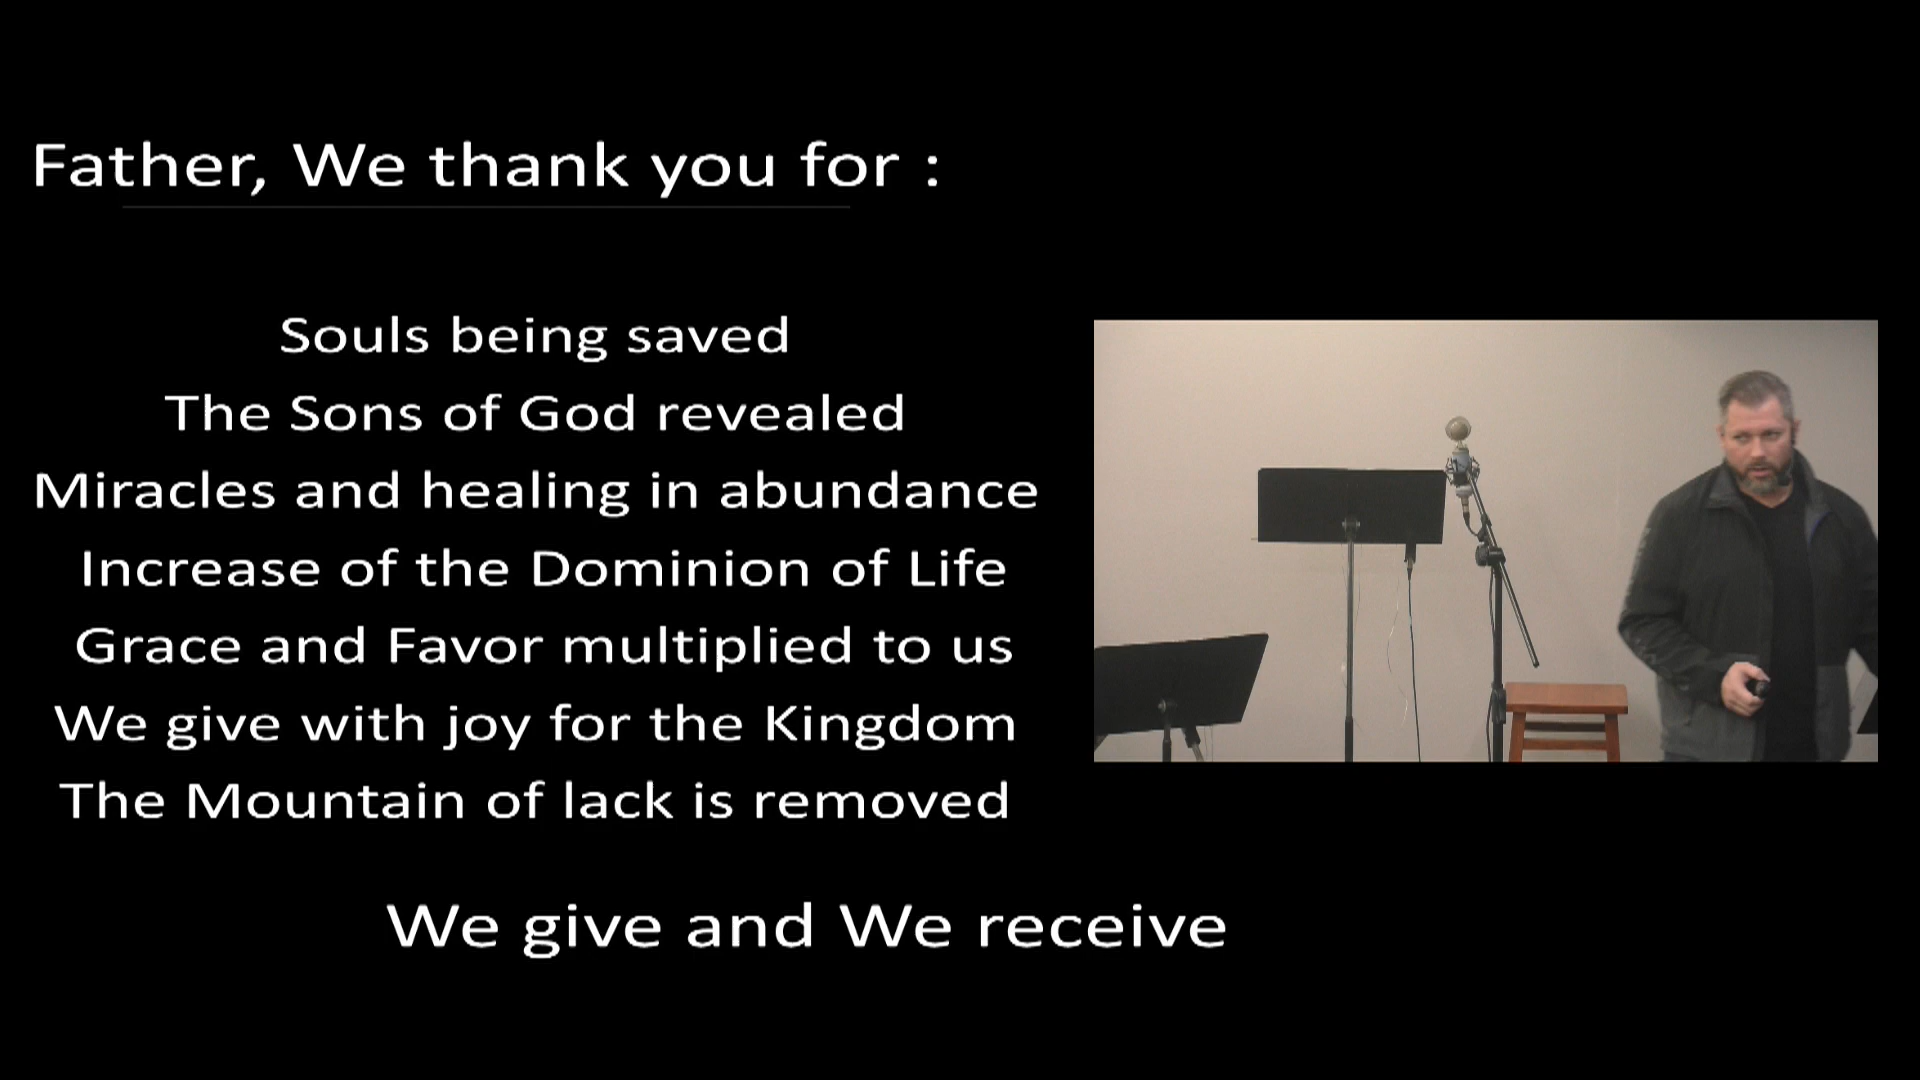 Father, We thank you for :
Souls being saved
The Sons of God revealed
Miracles and healing in abundance
Increase of the Dominion of Life
Grace and Favor multiplied to us
We give with joy for the Kingdom
The Mountain of lack is removed
We give and We receive